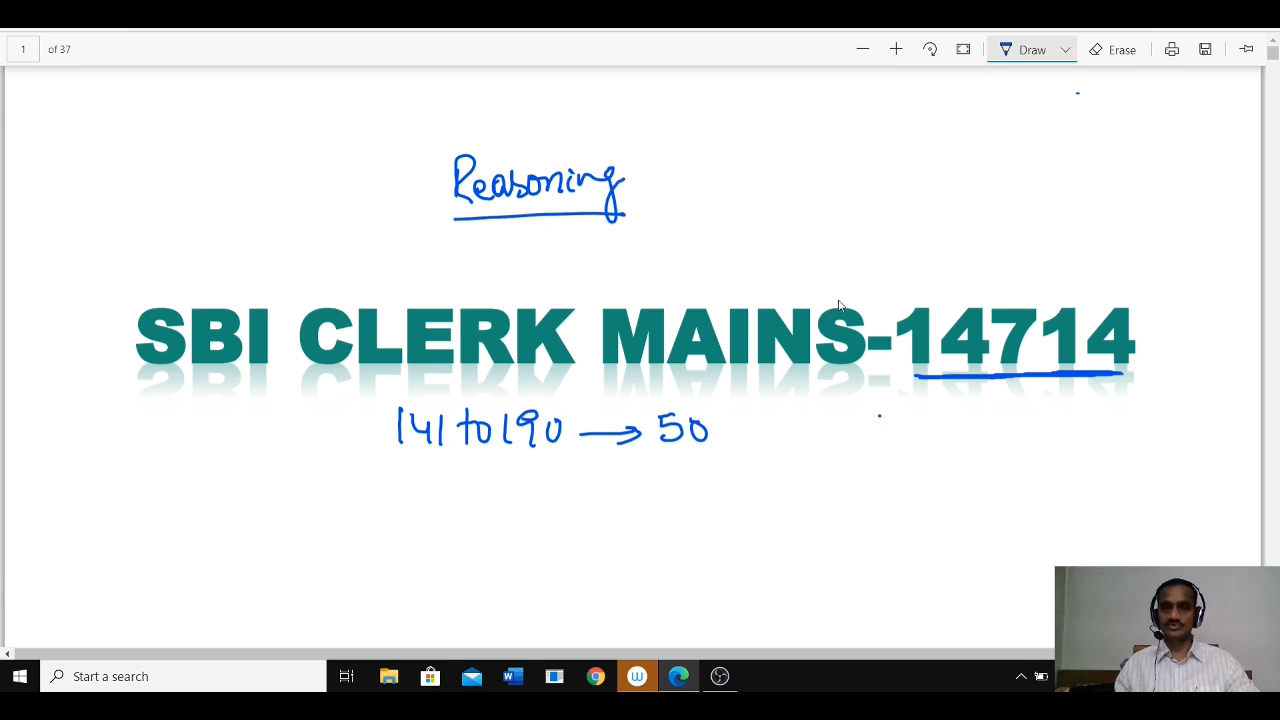 1 of 37 Draw Erase
Reasoning
SBI CLERK MAINS-14714
141 to 190 → 50
Start a search